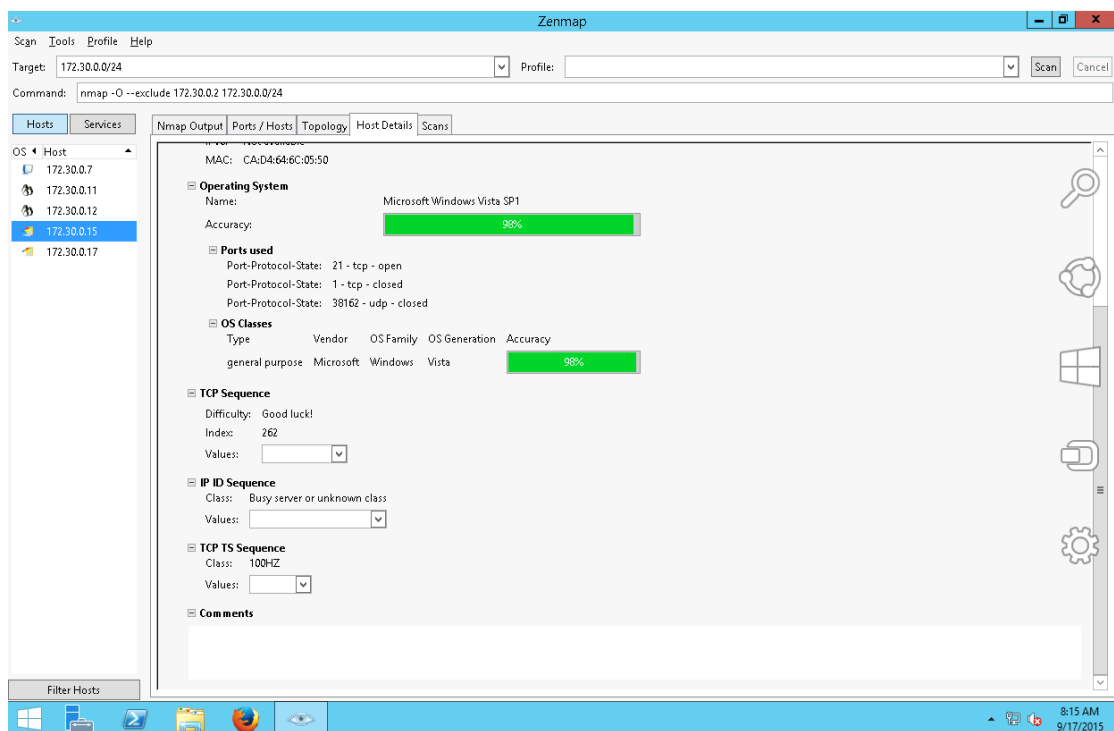 Zenmap
Scan Tools Profile Help
Target: 172.30.0.0/24 Profile: Scan Cancel
Command: nmap -O --exclude 172.30.0.2 172.30.0.0/24
Hosts Services Nmap Output Ports / Hosts Topology Host Details Scans
OS Host
172.30.0.7
172.30.0.11
172.30.0.12
172.30.0.15
172.30.0.17
MAC: CA:D4:64:6C:05:50
Operating System
Name: Microsoft Windows Vista SP1
Accuracy: 98%
Ports used
Port-Protocol-State: 21 - tcp - open
Port-Protocol-State: 1 - tcp - closed
Port-Protocol-State: 38162 - udp - closed
OS Classes
Type Vendor OS Family OS Generation Accuracy
general purpose Microsoft Windows Vista 98%
TCP Sequence
Difficulty: Good luck!
Index: 262
Values:
IP ID Sequence
Class: Busy server or unknown class
Values:
TCP TS Sequence
Class: 100HZ
Values:
Comments
Filter Hosts
8:15 AM
9/17/2015